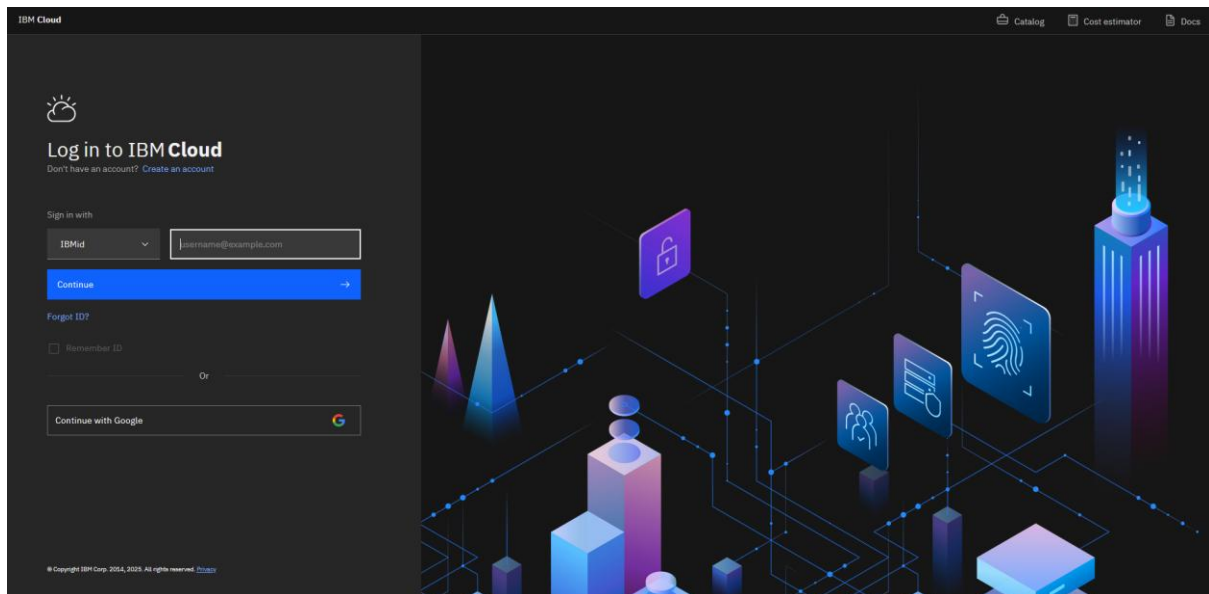 IBM Cloud
Catalog
Cost estimator
Docs
Log in to IBM Cloud
Don't have an account? Create an account
Sign in with
IBMid
username@example.com
Continue
Forgot ID?
Remember ID
Or
Continue with Google
© Copyright IBM Corp. 2014, 2025. All rights reserved. Privacy